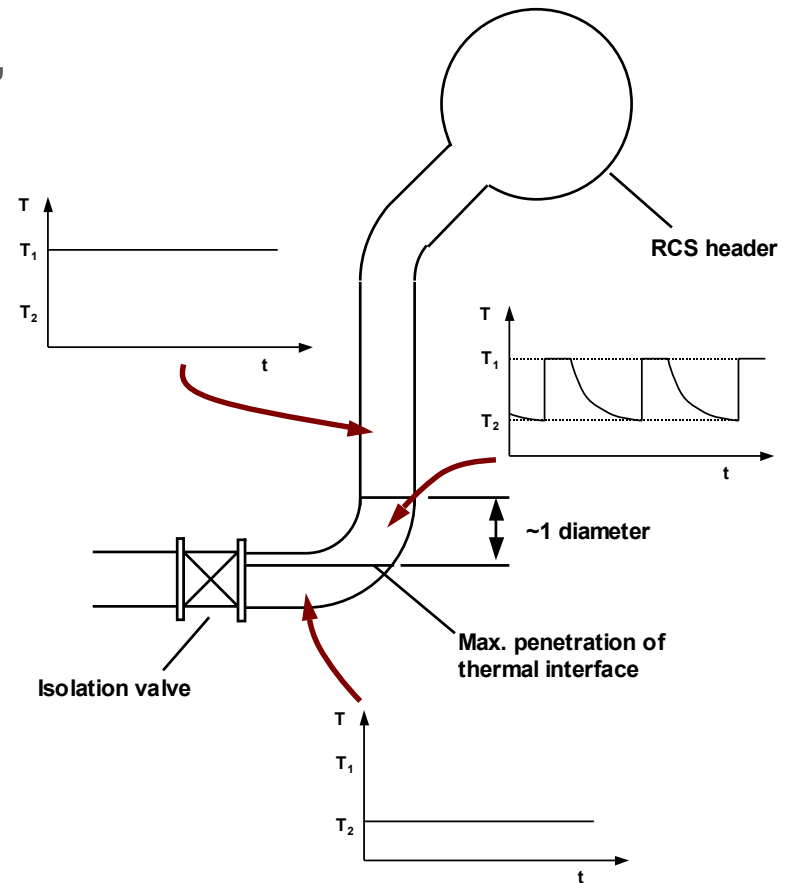 T
T1
T2
t
RCS header
T
T1
T2
t
~1 diameter
Max. penetration of
thermal interface
Isolation valve
T
T1
T2
t